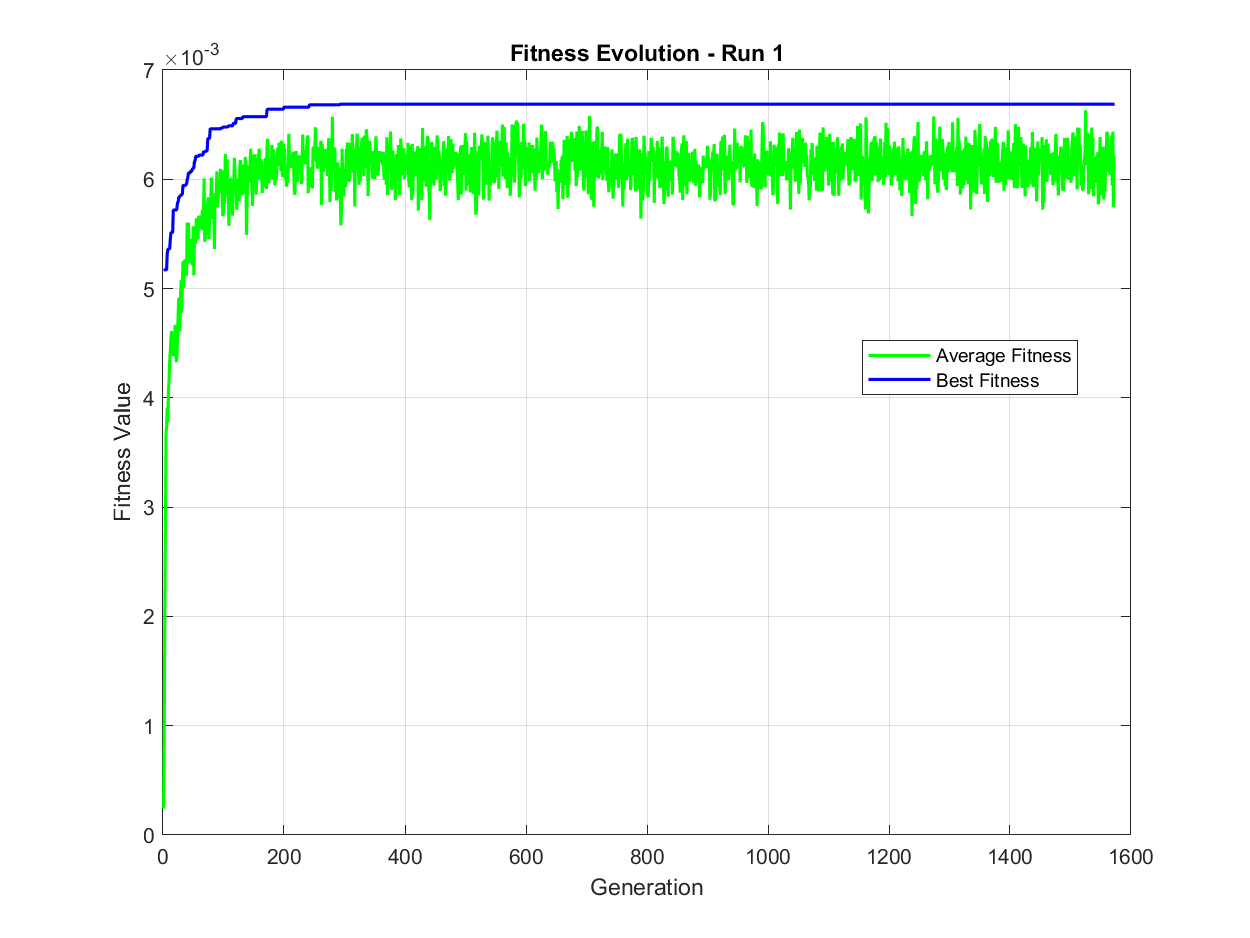 Fitness Evolution - Run 1
×10⁻³
7
6
5
4
3
2
1
0
Fitness Value
0 200 400 600 800 1000 1200 1400 1600
Generation
Average Fitness
Best Fitness